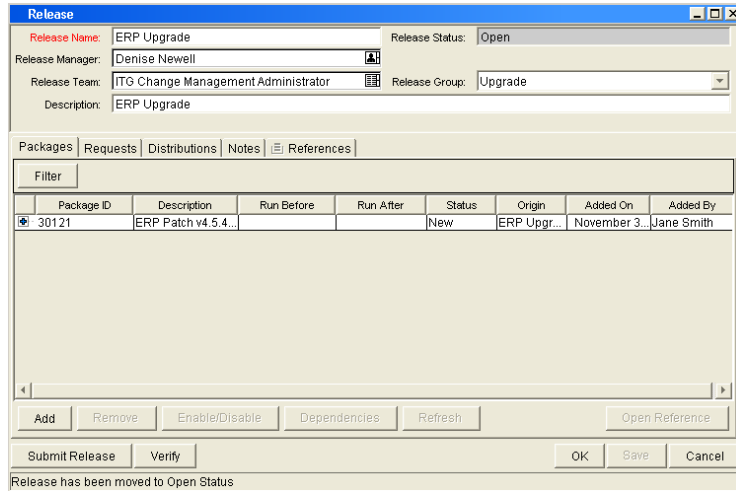 Release
Release Name: ERP Upgrade Release Status: Open
Release Manager: Denise Newell
Release Team: ITG Change Management Administrator Release Group: Upgrade
Description: ERP Upgrade
Packages Requests Distributions Notes References
Filter
Package ID Description Run Before Run After Status Origin Added On Added By
30121 ERP Patch v4.5.4... New ERP Upgr... November 3... Jane Smith
Add Remove Enable/Disable Dependencies Refresh Open Reference
Submit Release Verify OK Save Cancel
Release has been moved to Open Status